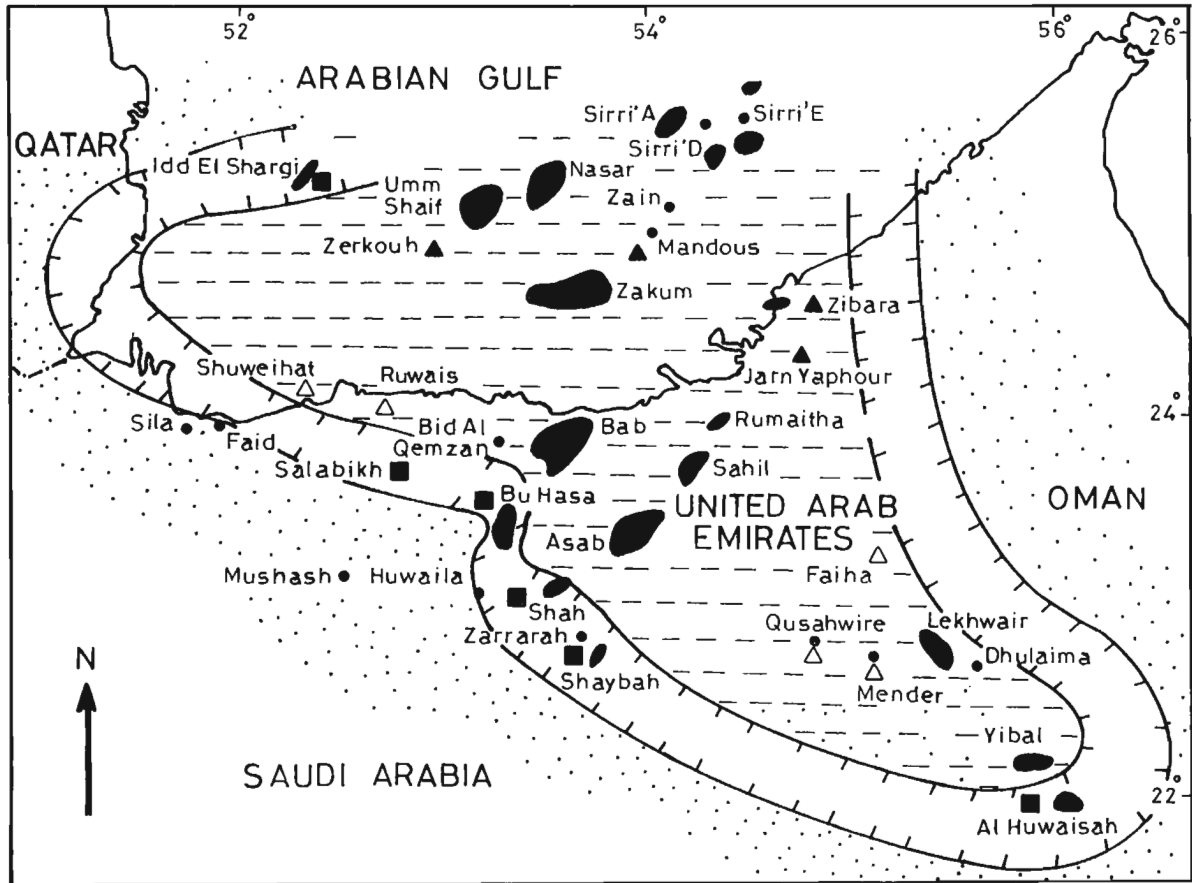 52°
54°
56°
26°
ARABIAN GULF
Sirri'A
Sirri'E
QATAR
Sirri'D
Idd El Shargi
Nasar
Umm
Shaif
Zain
Zerkouh
Mandous
Zakum
Zibara
Jarn Yaphour
Shuweihat
Ruwais
24°
Sila
Faid
Bid Al
Qemzan
Bab
Rumaitha
Salabikh
Sahil
Bu Hasa
UNITED ARAB
EMIRATES
OMAN
Asab
Faiha
Mushash
Huwaila
Shah
Qusahwire
Lekhwair
Zarrarah
Dhulaima
N
Shaybah
Mender
Yibal
SAUDI ARABIA
22°
Al Huwaisah